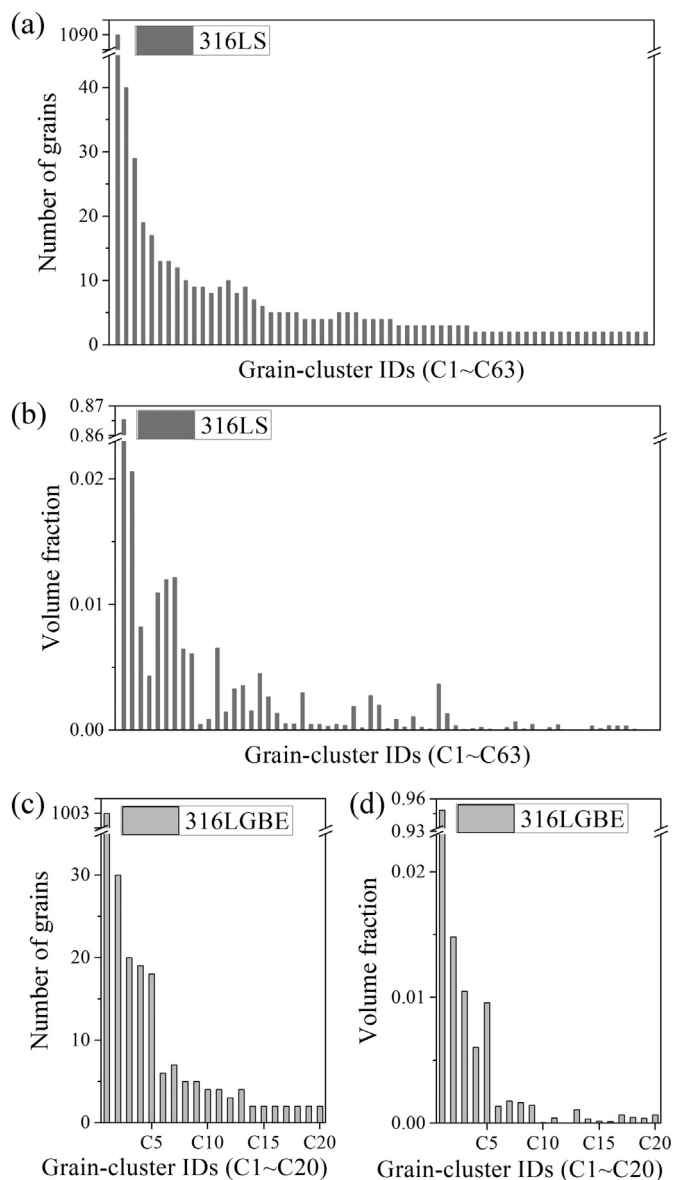 (a)
1090
316LS
40
30
20
10
0
Number of grains
Grain-cluster IDs (C1~C63)
(b)
0.87
0.86
316LS
0.02
0.01
0.00
Volume fraction
Grain-cluster IDs (C1~C63)
(c)
1003
316LGBE
30
20
10
0
Number of grains
C5 C10 C15 C20
Grain-cluster IDs (C1~C20)
(d)
0.96
0.93
316LGBE
0.02
0.01
0.00
Volume fraction
C5 C10 C15 C20
Grain-cluster IDs (C1~C20)